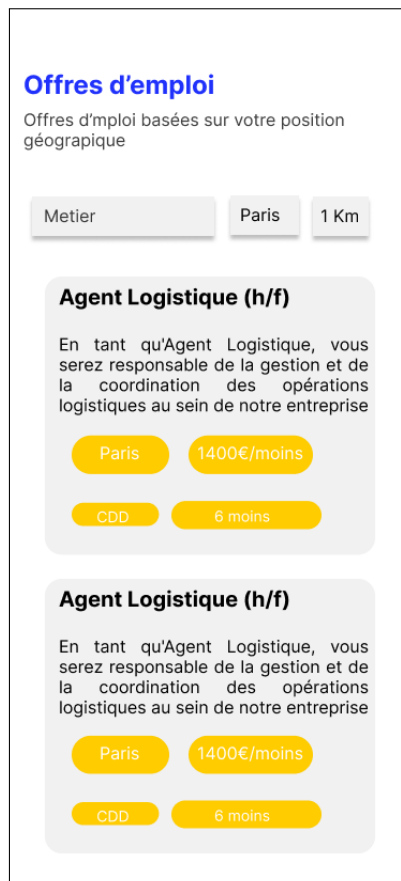 Offres d'emploi
Offres d'mploi basées sur votre position
géograpique
Metier
Paris
1 Km
Agent Logistique (h/f)
En tant qu'Agent Logistique, vous
serez responsable de la gestion et de
la coordination des opérations
logistiques au sein de notre entreprise
Paris
1400€/moins
CDD
6 moins
Agent Logistique (h/f)
En tant qu'Agent Logistique, vous
serez responsable de la gestion et de
la coordination des opérations
logistiques au sein de notre entreprise
Paris
1400€/moins
CDD
6 moins